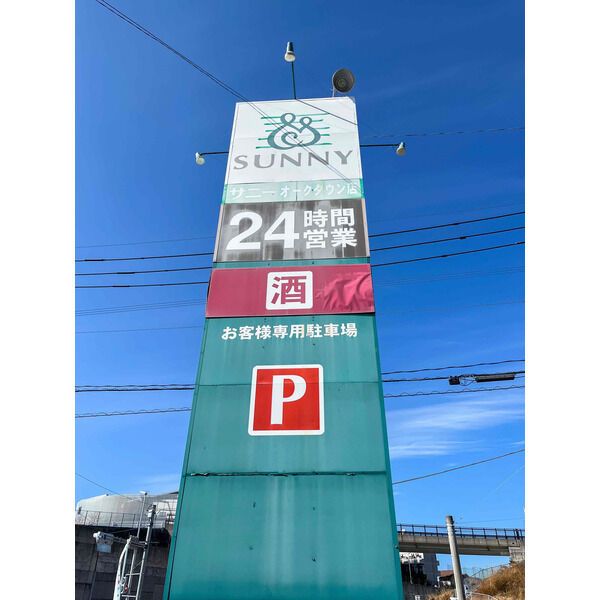 SUNNY
サニー オークタウン店
24時間営業
酒
お客様専用駐車場
P